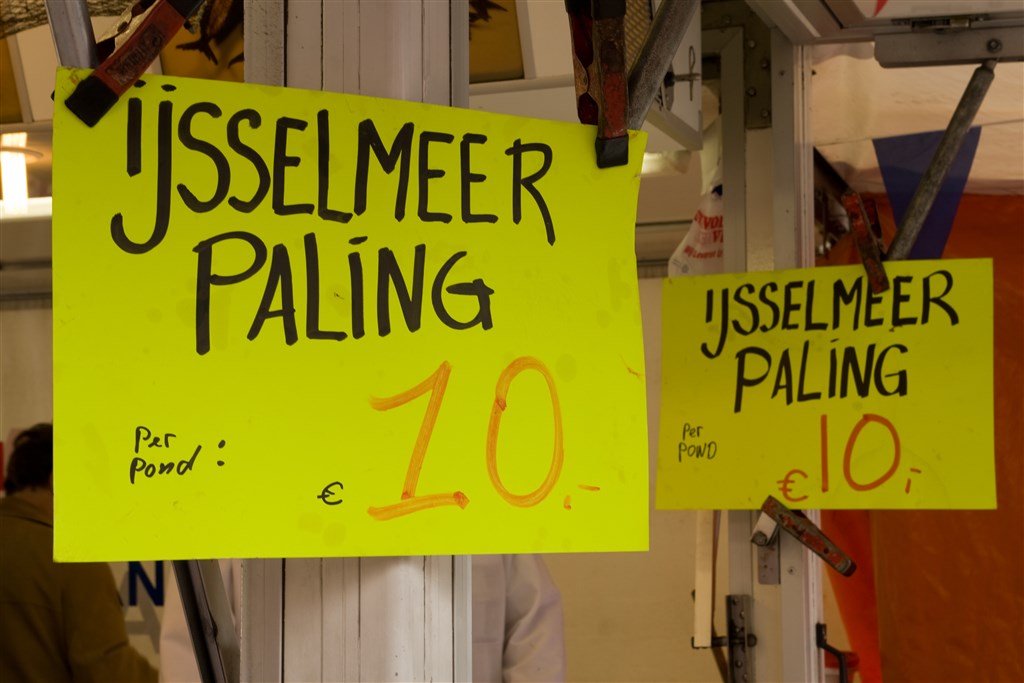 IJSSELMEER
PALING
Per
Pond :
€ 10,-
IJSSELMEER
PALING
Per
POND
€ 10,-